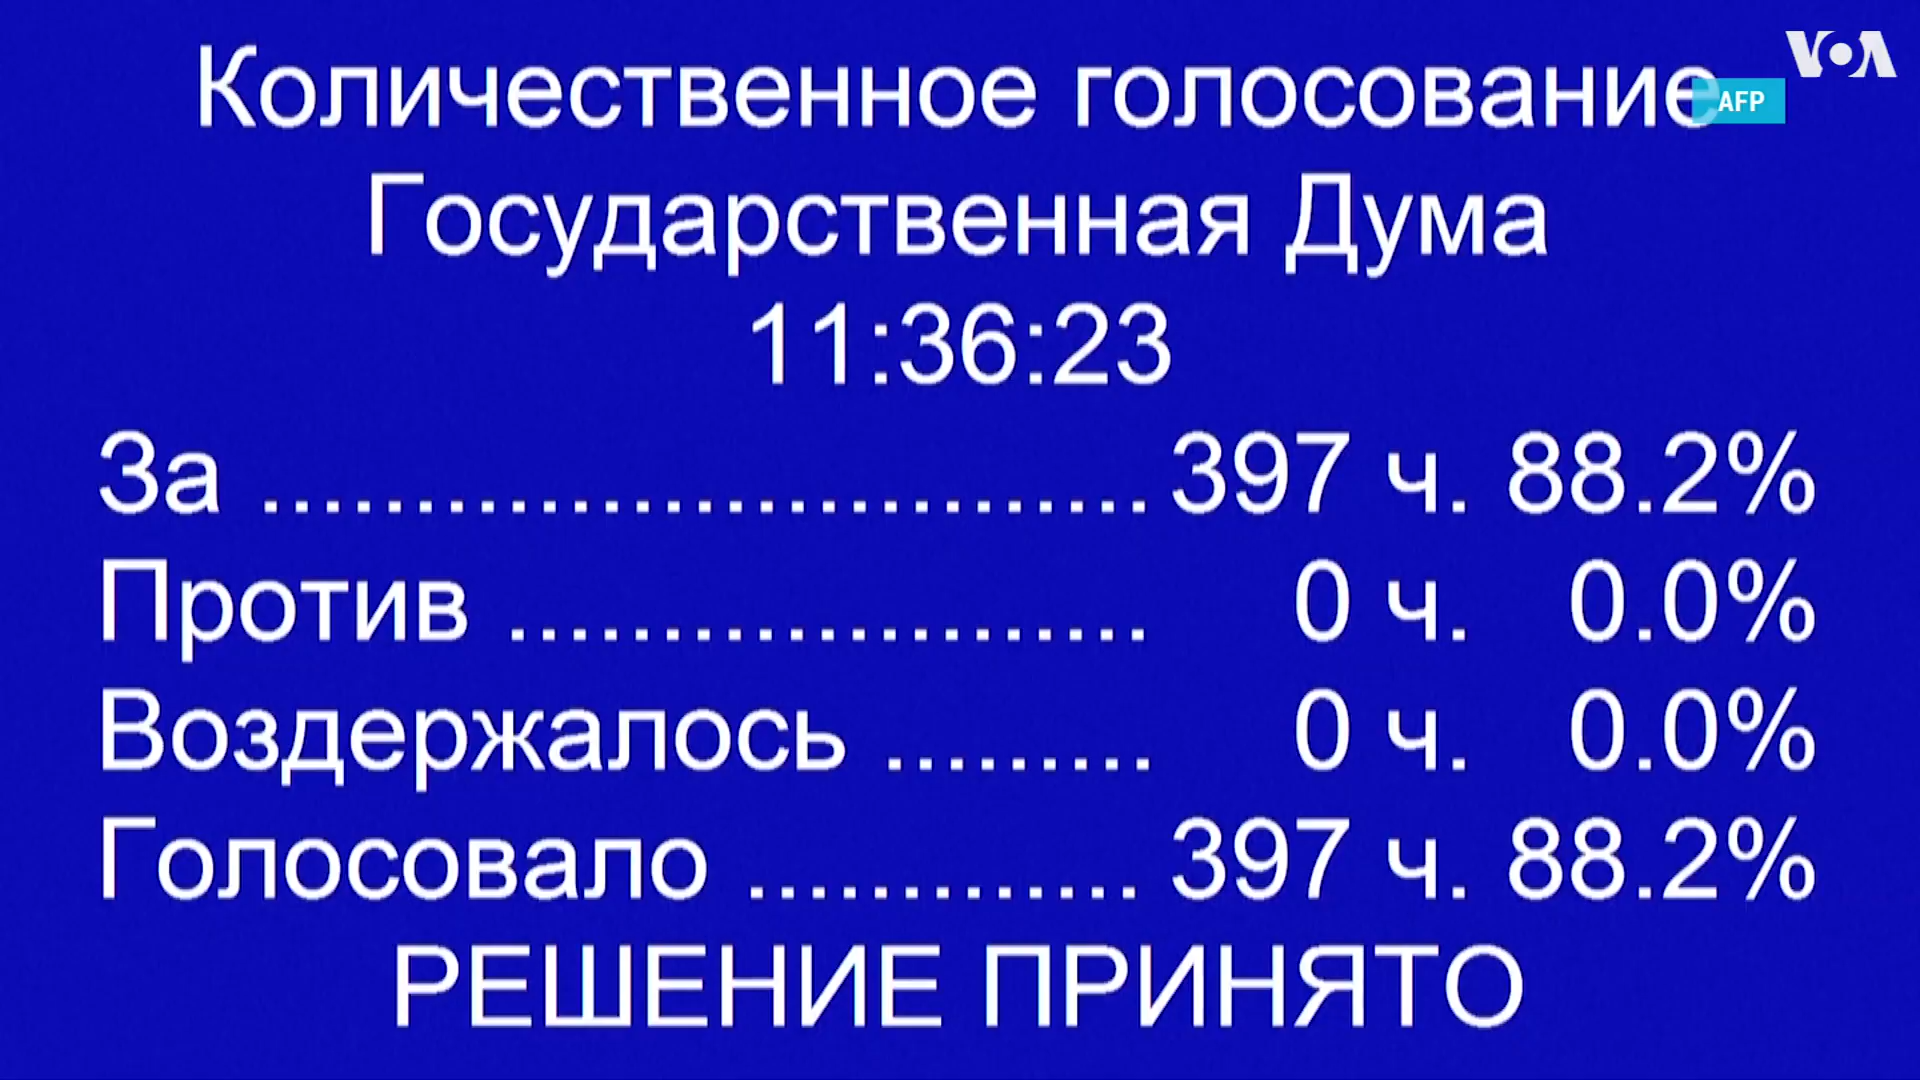 VOA
AFP
Количественное голосование
Государственная Дума
11:36:23
За ............................. 397 ч. 88.2%
Против ..................... 0 ч. 0.0%
Воздержалось ......... 0 ч. 0.0%
Голосовало ............. 397 ч. 88.2%
РЕШЕНИЕ ПРИНЯТО